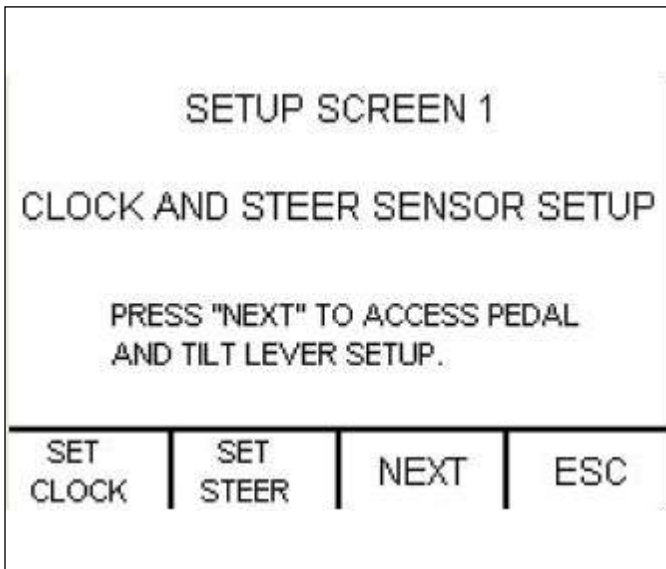 SETUP SCREEN 1
CLOCK AND STEER SENSOR SETUP
PRESS "NEXT" TO ACCESS PEDAL
AND TILT LEVER SETUP.
SET CLOCK
SET STEER
NEXT
ESC